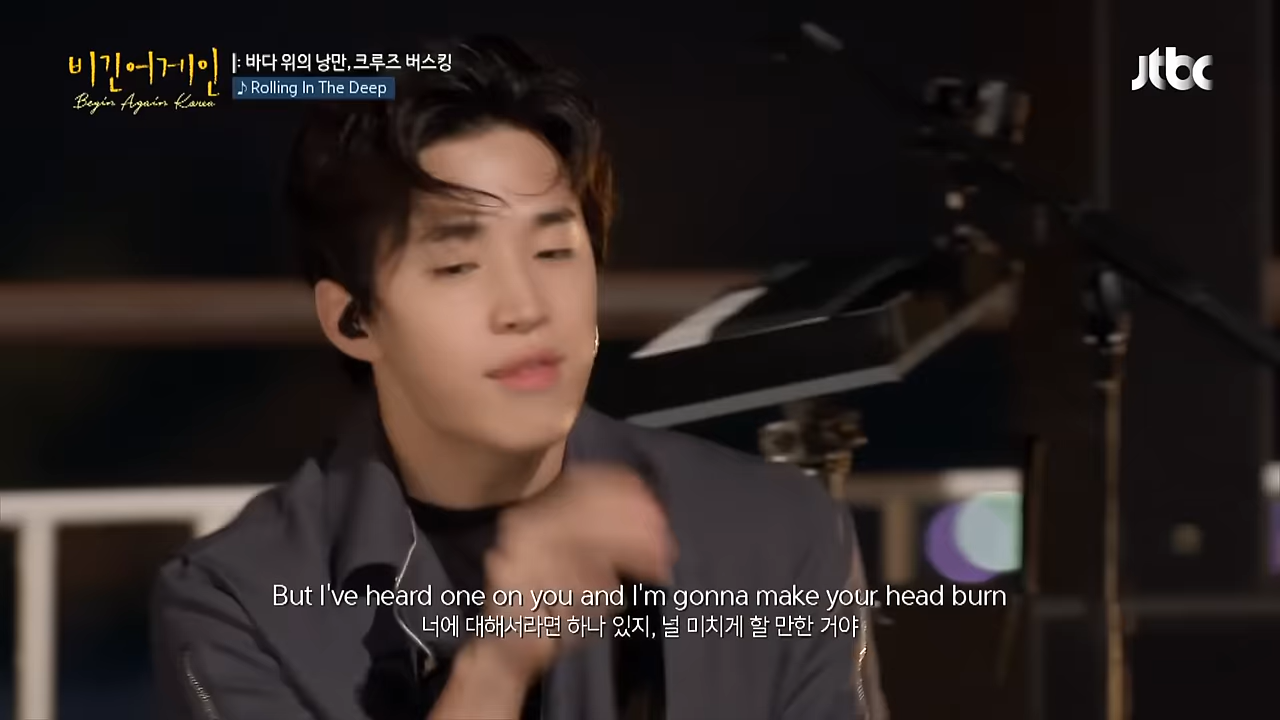 비긴어게인
Begin Again Korea
|: 바다 위의 낭만, 크루즈 버스킹
♪ Rolling In The Deep
jtbc
But I've heard one on you and I'm gonna make your head burn
너에 대해서라면 하나 있지, 널 미치게 할 만한 거야